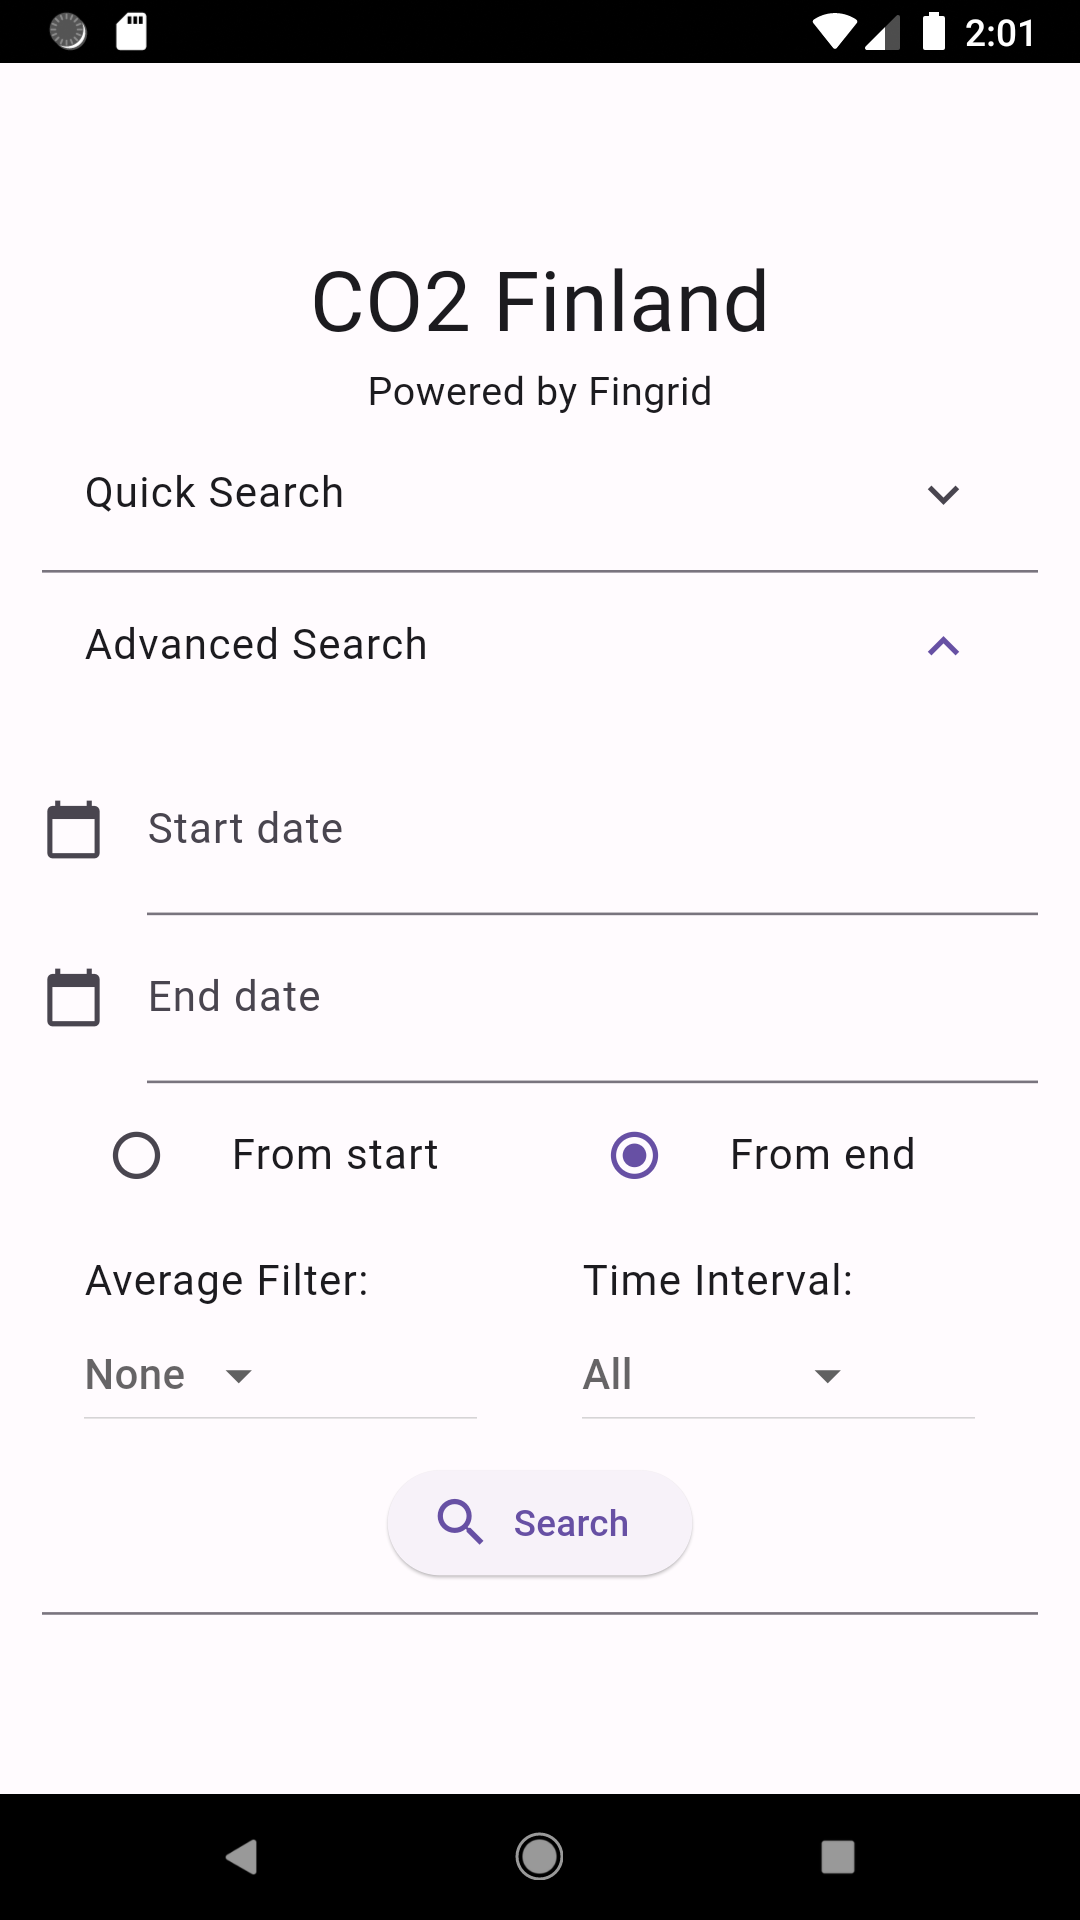 2:01
CO2 Finland
Powered by Fingrid
Quick Search
Advanced Search
Start date
End date
From start From end
Average Filter: Time Interval:
None All
Search